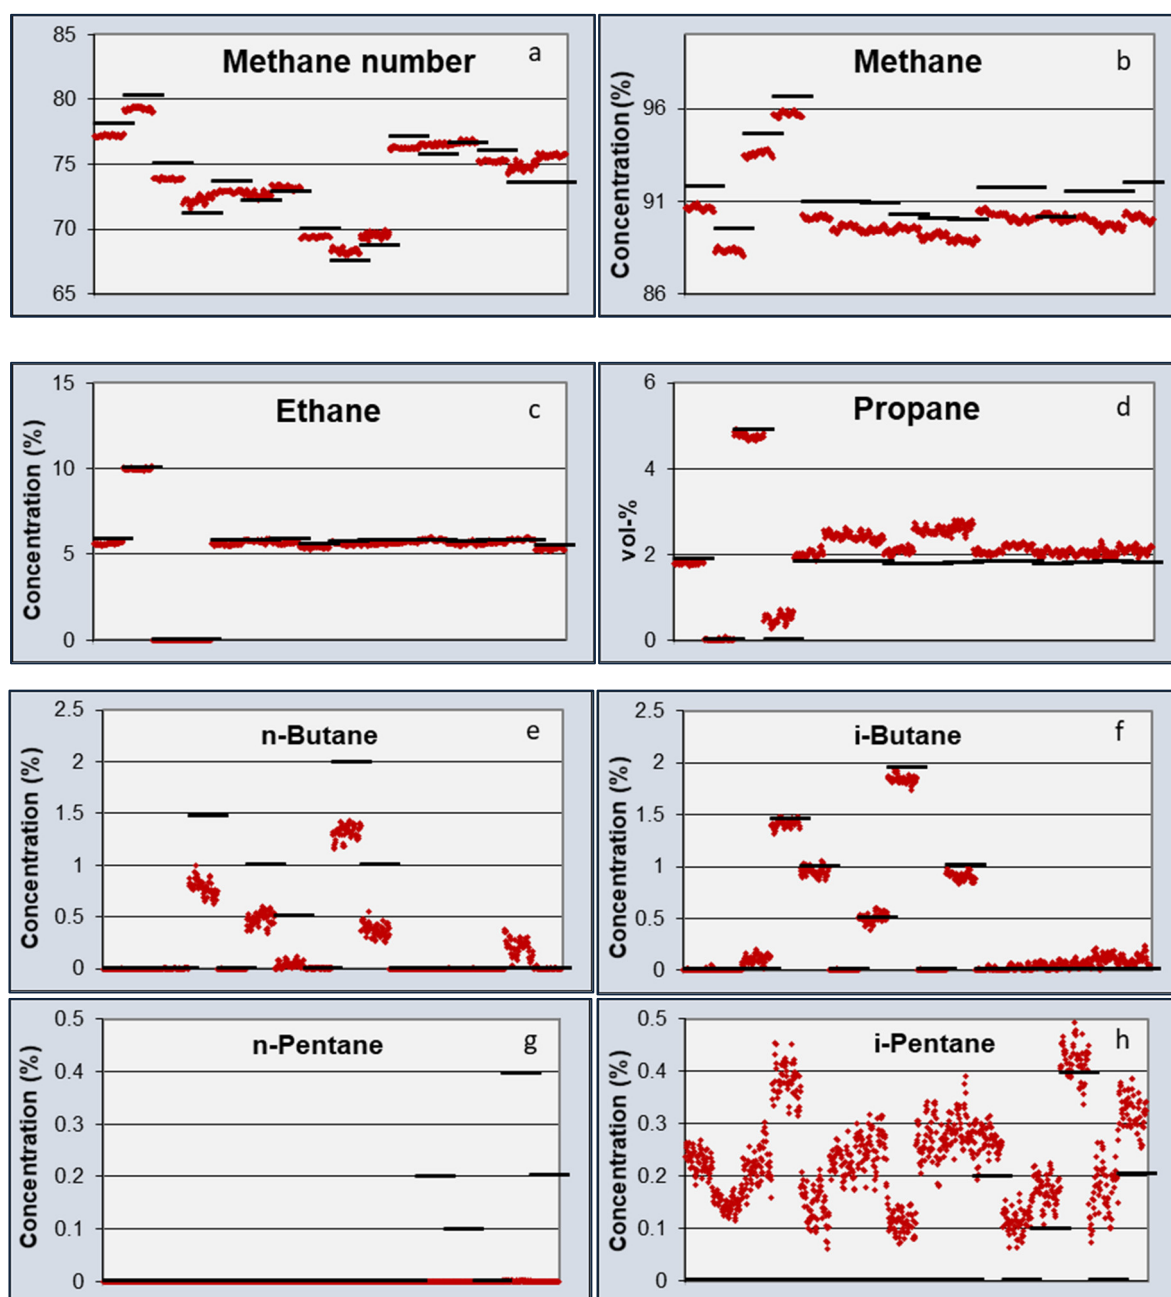 85
80
75
70
65
Methane number
a
Concentration (%)
96
91
86
Methane
b
Concentration (%)
15
10
5
0
Ethane
c
vol-%
6
4
2
0
Propane
d
Concentration (%)
2.5
2
1.5
1
0.5
0
n-Butane
e
Concentration (%)
2.5
2
1.5
1
0.5
0
i-Butane
f
Concentration (%)
0.5
0.4
0.3
0.2
0.1
0
n-Pentane
g
Concentration (%)
0.5
0.4
0.3
0.2
0.1
0
i-Pentane
h